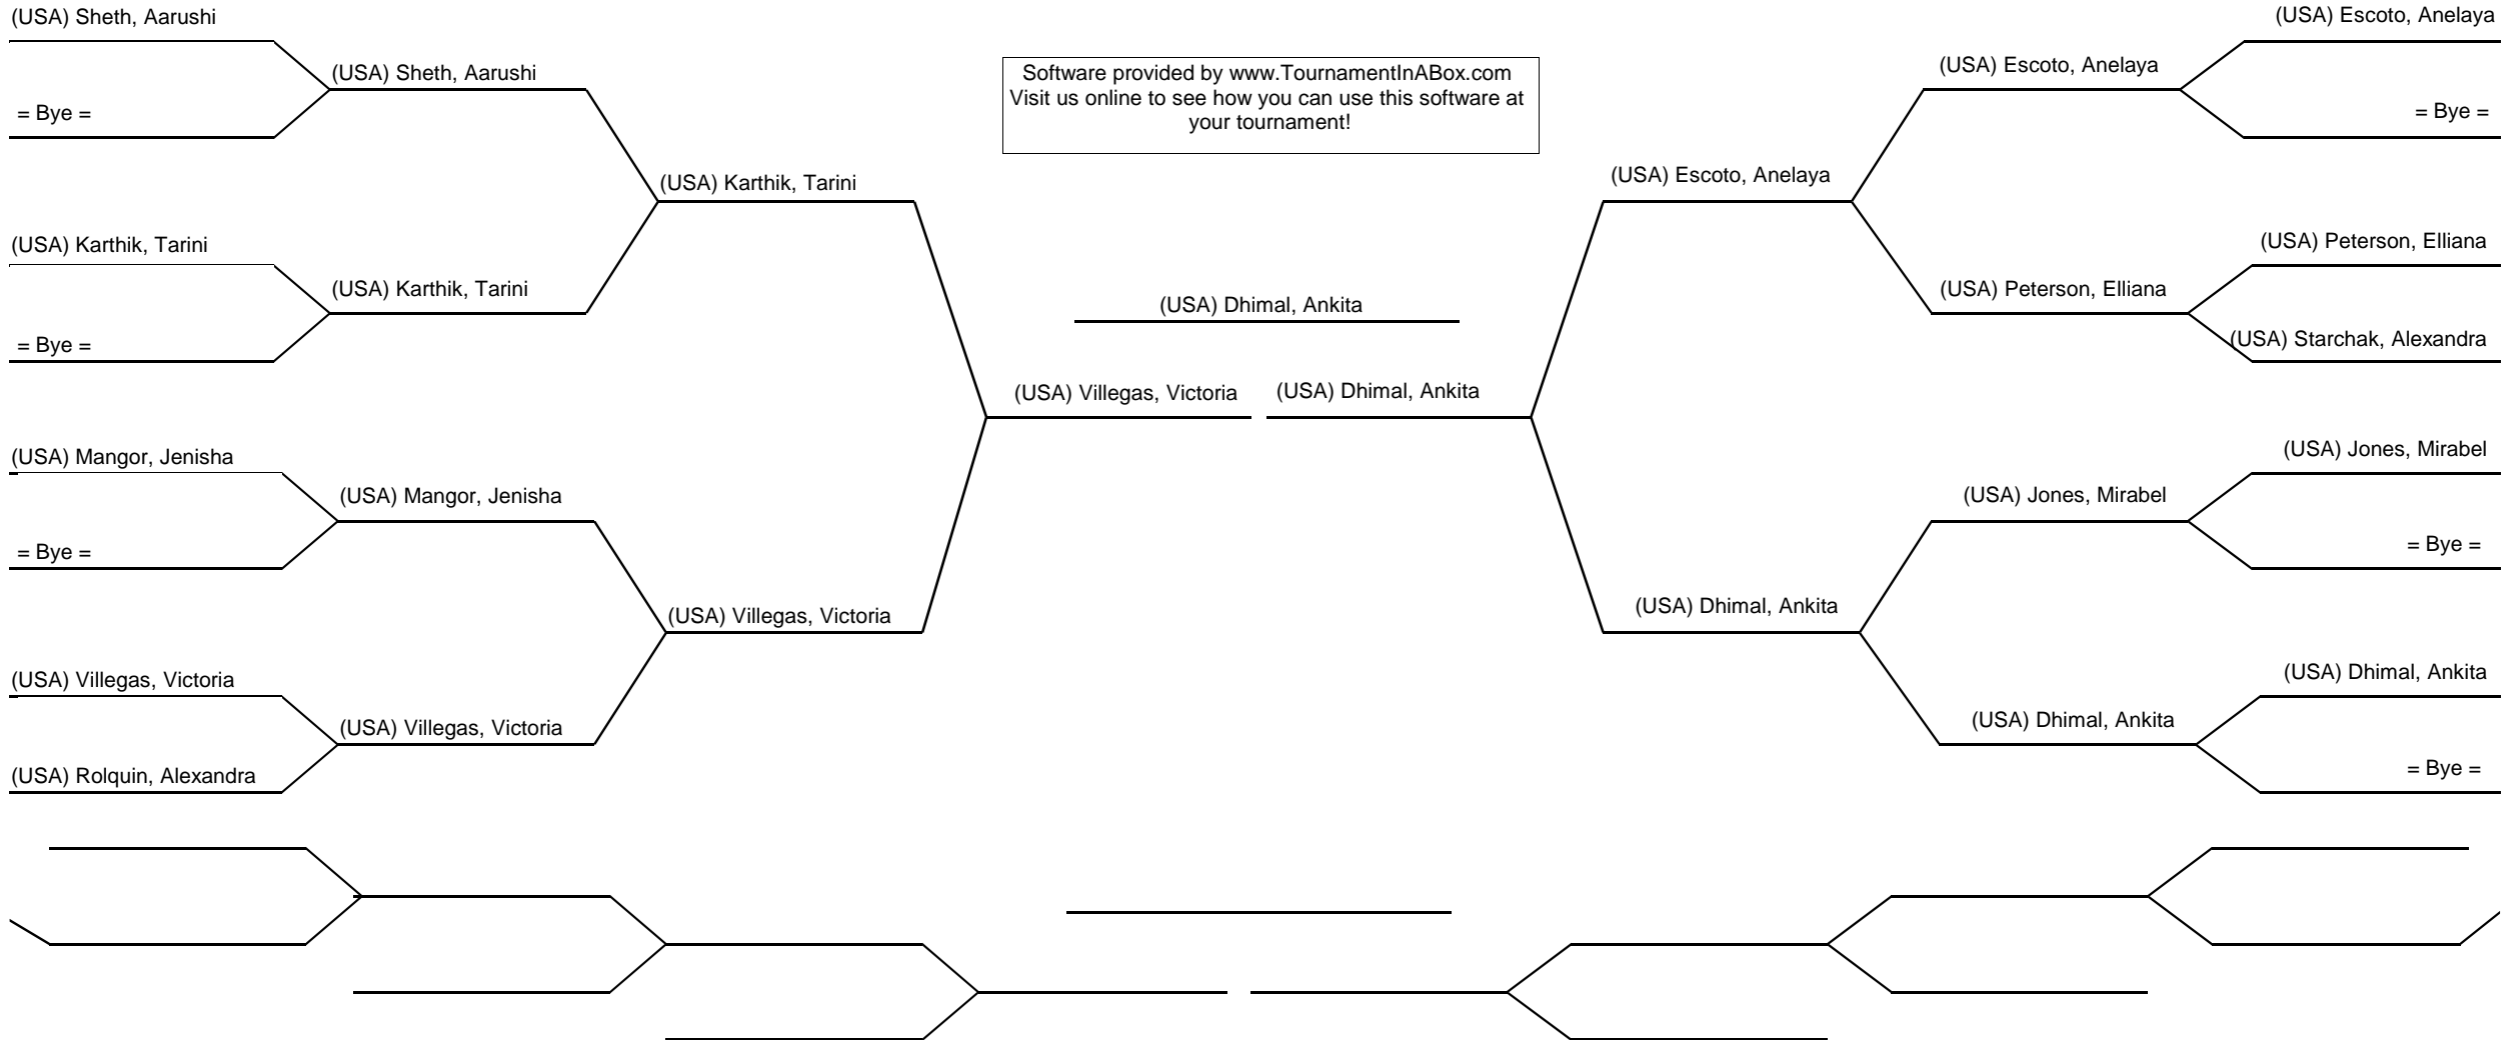 (USA) Sheth, Aarushi
= Bye =
(USA) Karthik, Tarini
= Bye =
(USA) Mangor, Jenisha
= Bye =
(USA) Villegas, Victoria
(USA) Rolquin, Alexandra
(USA) Sheth, Aarushi
(USA) Karthik, Tarini
(USA) Mangor, Jenisha
(USA) Villegas, Victoria
(USA) Karthik, Tarini
(USA) Villegas, Victoria
Software provided by www.TournamentInABox.com
Visit us online to see how you can use this software at
your tournament!
(USA) Dhimal, Ankita
(USA) Villegas, Victoria
(USA) Dhimal, Ankita
(USA) Escoto, Anelaya
(USA) Dhimal, Ankita
(USA) Escoto, Anelaya
(USA) Peterson, Elliana
(USA) Jones, Mirabel
(USA) Dhimal, Ankita
(USA) Escoto, Anelaya
= Bye =
(USA) Peterson, Elliana
(USA) Starchak, Alexandra
(USA) Jones, Mirabel
= Bye =
(USA) Dhimal, Ankita
= Bye =